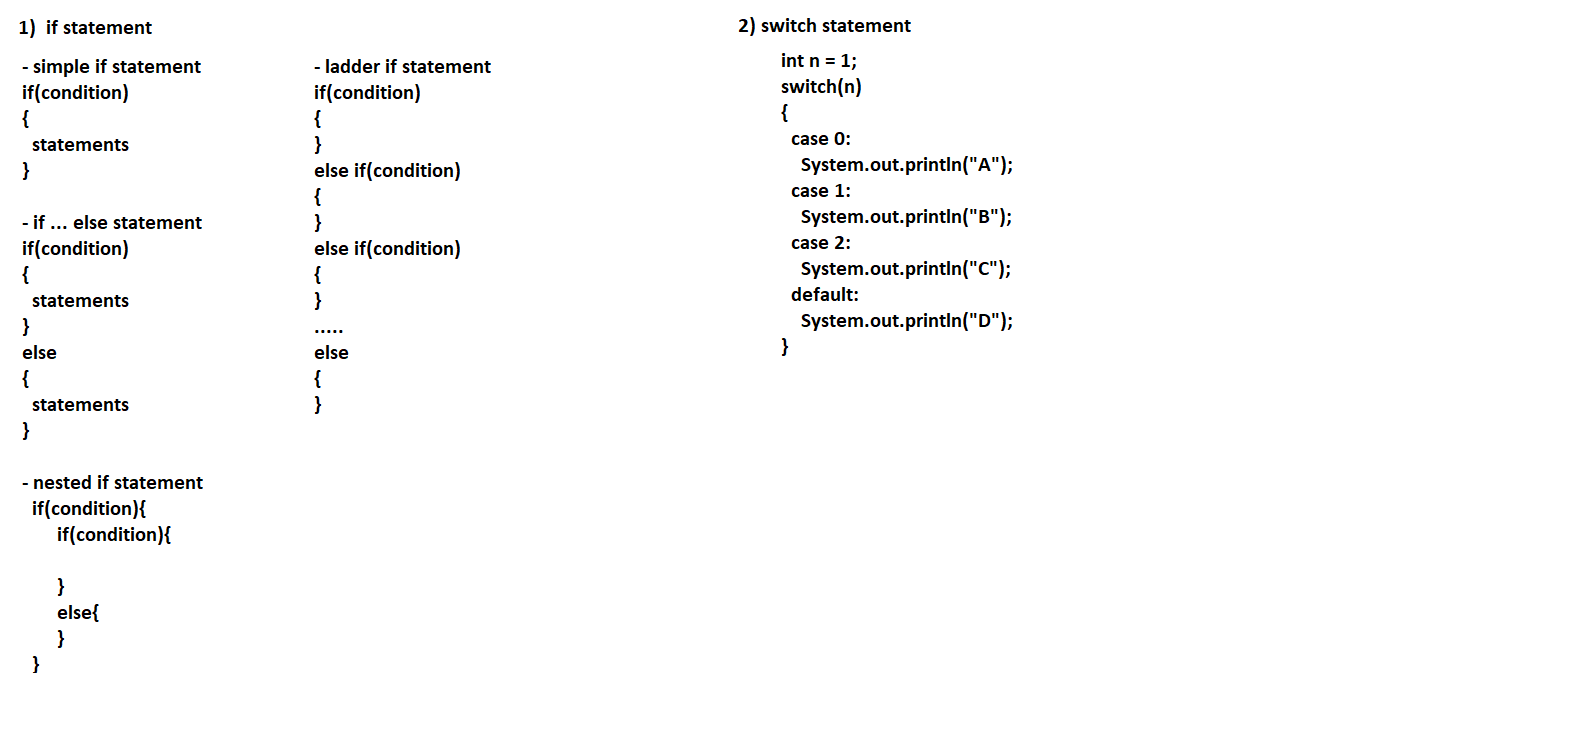 1)  if statement
- simple if statement
if(condition)
{
  statements
}
- if ... else statement
if(condition)
{
  statements
}
else
{
  statements
}
- nested if statement
  if(condition){
     if(condition){
     }
     else{
     }
  }
- ladder if statement
if(condition)
{
}
else if(condition)
{
}
else if(condition)
{
}
.....
else
{
}
2) switch statement
int n = 1;
switch(n)
{
  case 0:
    System.out.println("A");
  case 1:
    System.out.println("B");
  case 2:
    System.out.println("C");
  default:
    System.out.println("D");
}